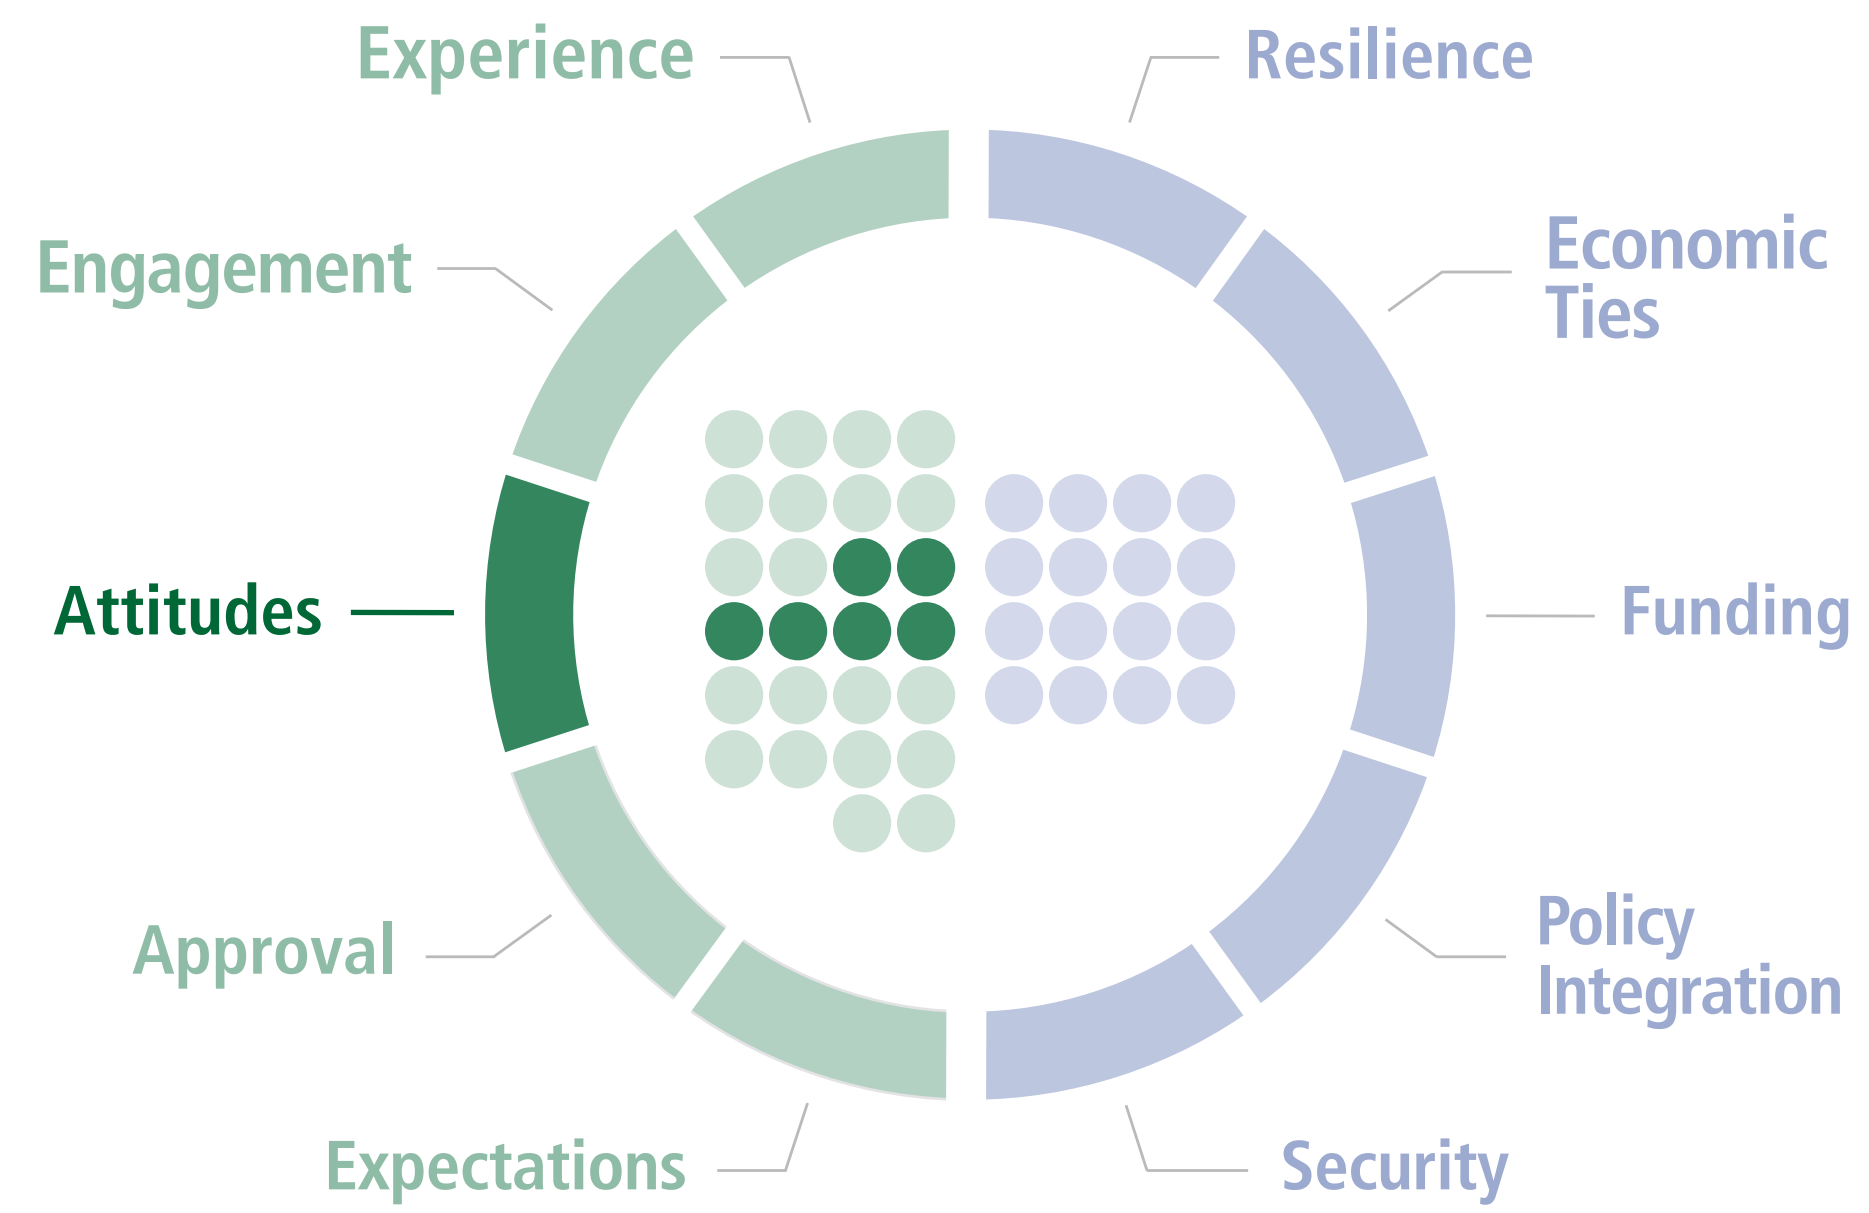 Experience
Resilience
Engagement
Economic
Ties
Attitudes
Funding
Approval
Policy
Integration
Expectations
Security